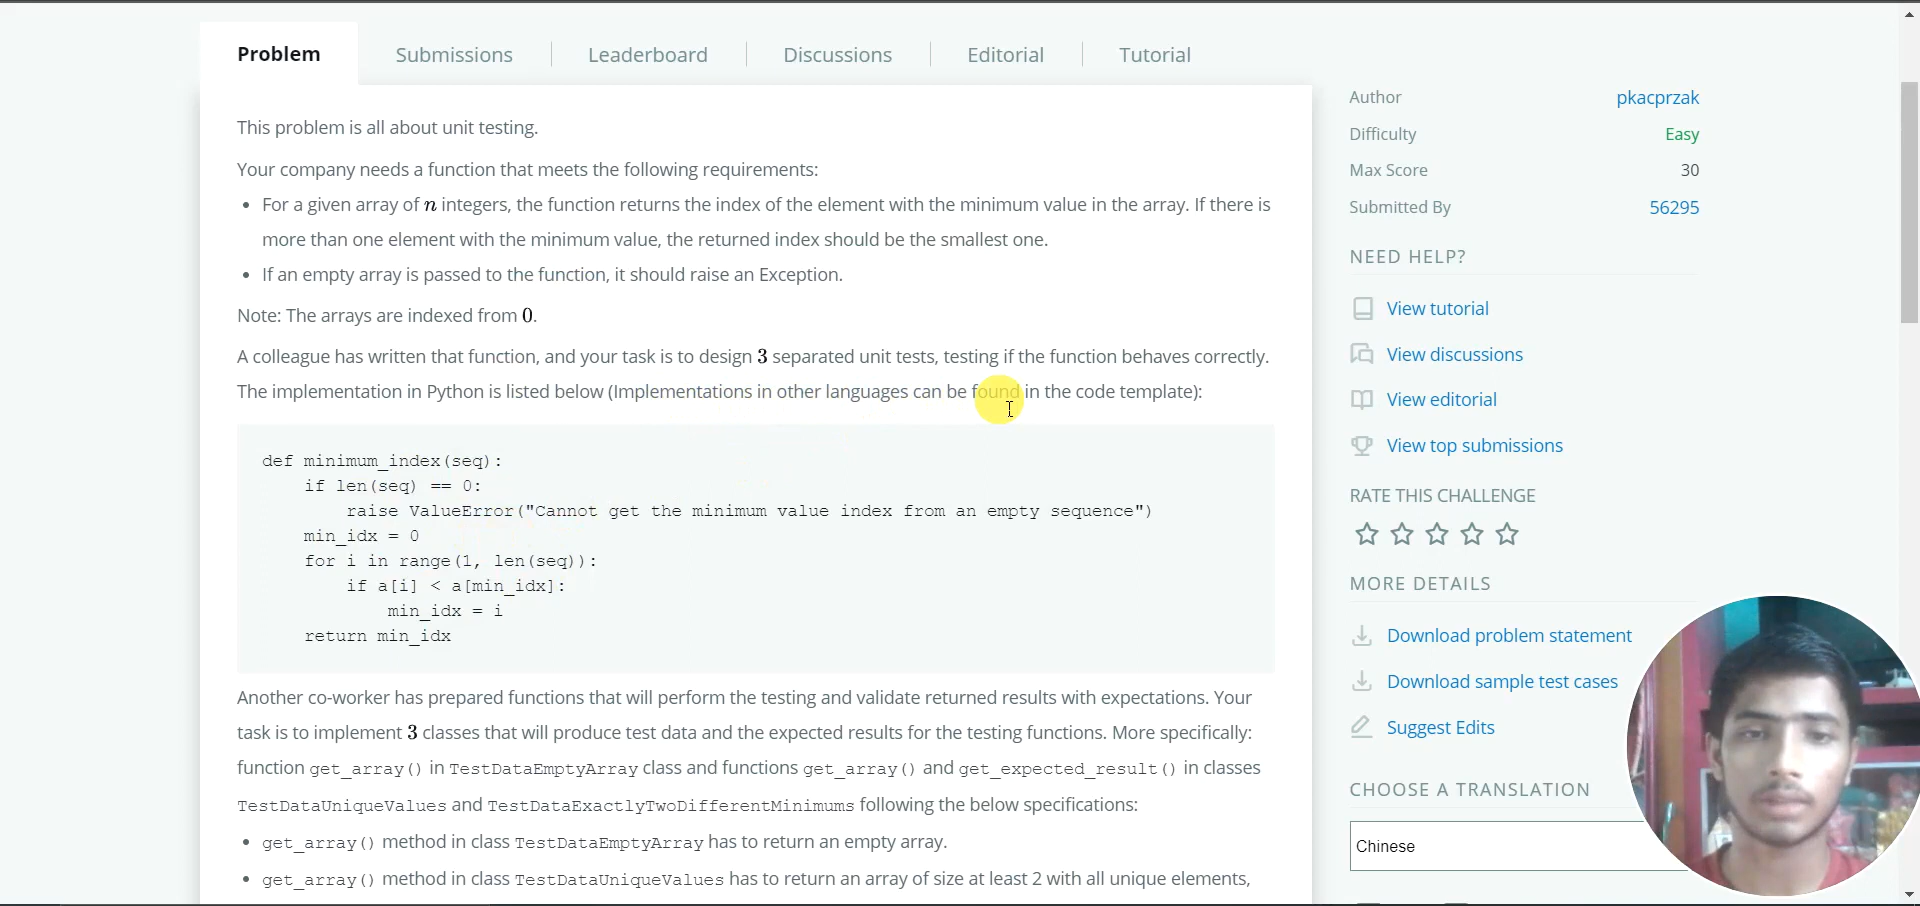 Problem
Submissions
Leaderboard
Discussions
Editorial
Tutorial
This problem is all about unit testing.
Your company needs a function that meets the following requirements:
• For a given array of n integers, the function returns the index of the element with the minimum value in the array. If there is
more than one element with the minimum value, the returned index should be the smallest one.
• If an empty array is passed to the function, it should raise an Exception.
Note: The arrays are indexed from 0.
A colleague has written that function, and your task is to design 3 separated unit tests, testing if the function behaves correctly.
The implementation in Python is listed below (Implementations in other languages can be found in the code template):
def minimum_index(seq):
    if len(seq) == 0:
        raise ValueError("Cannot get the minimum value index from an empty sequence")
    min_idx = 0
    for i in range(1, len(seq)):
        if a[i] < a[min_idx]:
            min_idx = i
    return min_idx
Another co-worker has prepared functions that will perform the testing and validate returned results with expectations. Your
task is to implement 3 classes that will produce test data and the expected results for the testing functions. More specifically:
function get_array() in TestDataEmptyArray class and functions get_array() and get_expected_result() in classes
TestDataUniqueValues and TestDataExactlyTwoDifferentMinimums following the below specifications:
• get_array() method in class TestDataEmptyArray has to return an empty array.
• get_array() method in class TestDataUniqueValues has to return an array of size at least 2 with all unique elements,
Author pkacprzak
Difficulty Easy
Max Score 30
Submitted By 56295
NEED HELP?
View tutorial
View discussions
View editorial
View top submissions
RATE THIS CHALLENGE
MORE DETAILS
Download problem statement
Download sample test cases
Suggest Edits
CHOOSE A TRANSLATION
Chinese